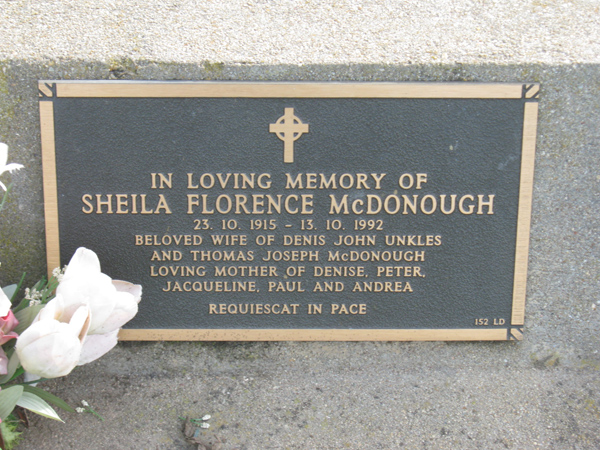 IN LOVING MEMORY OF
SHEILA FLORENCE McDONOUGH
23. 10. 1915 - 13. 10. 1992
BELOVED WIFE OF DENIS JOHN UNKLES
AND THOMAS JOSEPH McDONOUGH
LOVING MOTHER OF DENISE, PETER,
JACQUELINE, PAUL AND ANDREA
REQUIESCAT IN PACE
152 LD